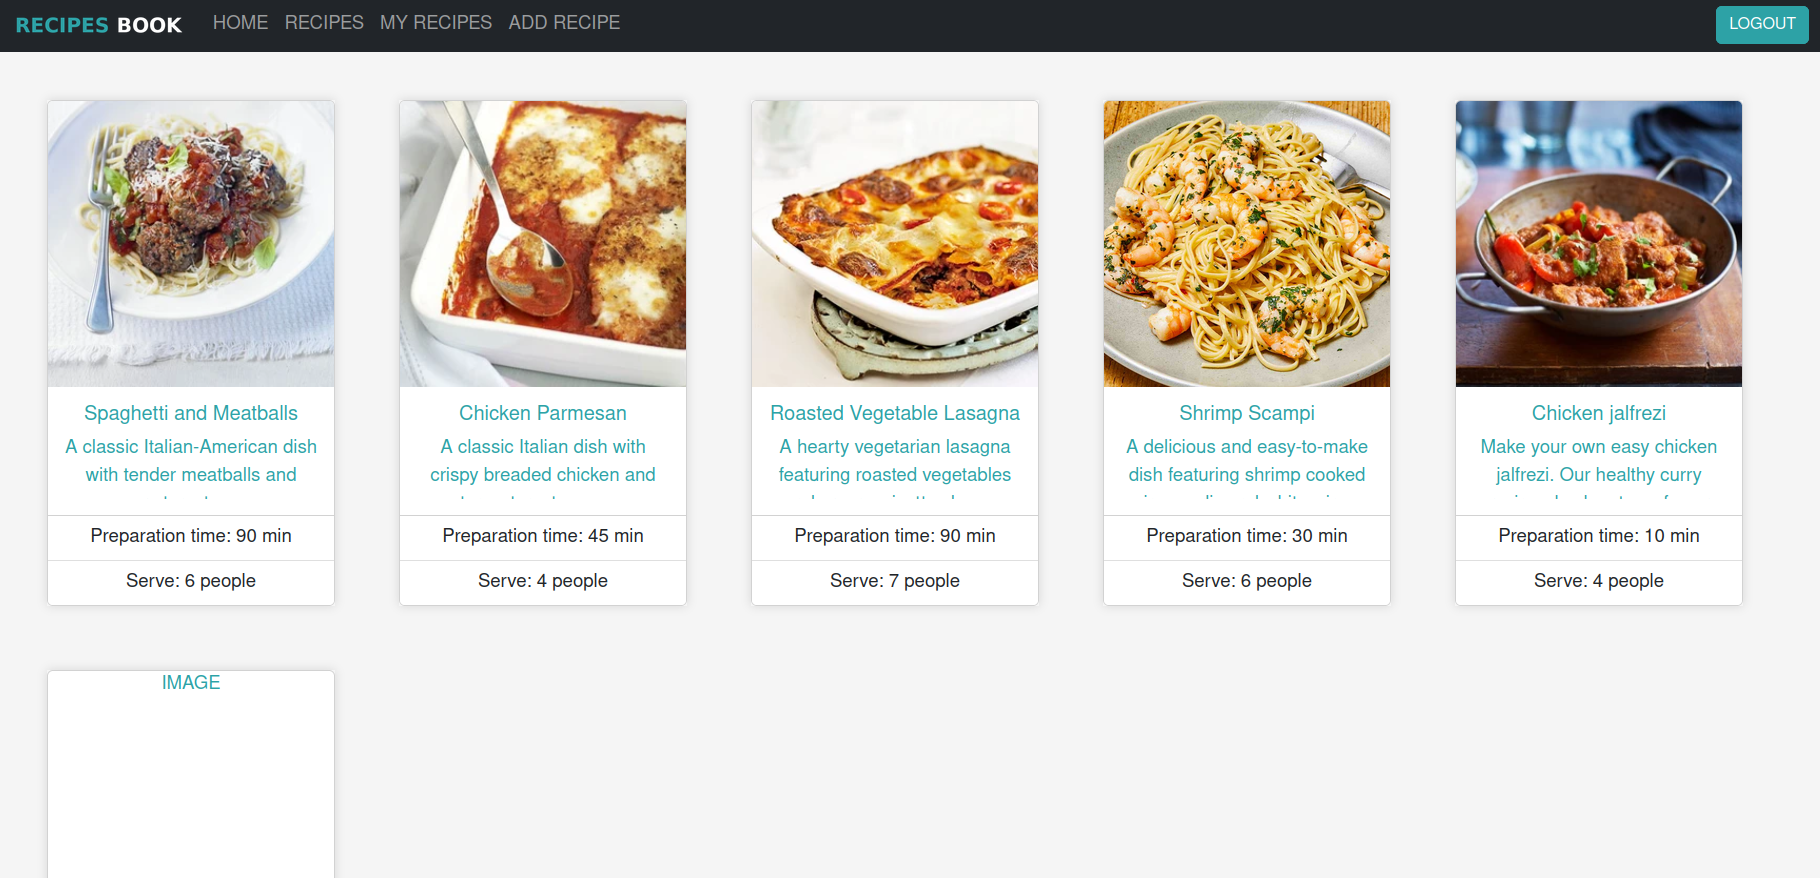 RECIPES BOOK HOME RECIPES MY RECIPES ADD RECIPE LOGOUT
Spaghetti and Meatballs
A classic Italian-American dish
with tender meatballs and
Preparation time: 90 min
Serve: 6 people
Chicken Parmesan
A classic Italian dish with
crispy breaded chicken and
Preparation time: 45 min
Serve: 4 people
Roasted Vegetable Lasagna
A hearty vegetarian lasagna
featuring roasted vegetables
Preparation time: 90 min
Serve: 7 people
Shrimp Scampi
A delicious and easy-to-make
dish featuring shrimp cooked
Preparation time: 30 min
Serve: 6 people
Chicken jalfrezi
Make your own easy chicken
jalfrezi. Our healthy curry
Preparation time: 10 min
Serve: 4 people
IMAGE